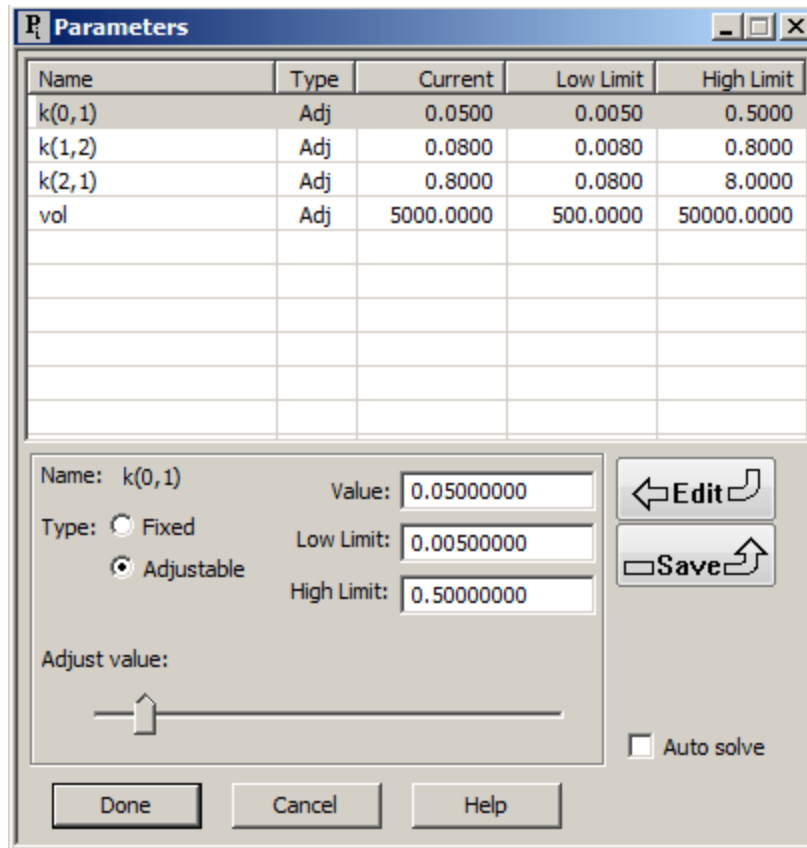 Parameters
Name Type Current Low Limit High Limit
k(0,1) Adj 0.0500 0.0050 0.5000
k(1,2) Adj 0.0800 0.0080 0.8000
k(2,1) Adj 0.8000 0.0800 8.0000
vol Adj 5000.0000 500.0000 50000.0000
Name: k(0,1)
Value: 0.05000000
Edit
Type: Fixed
Low Limit: 0.00500000
Adjustable
Save
High Limit: 0.50000000
Adjust value:
Auto solve
Done Cancel Help